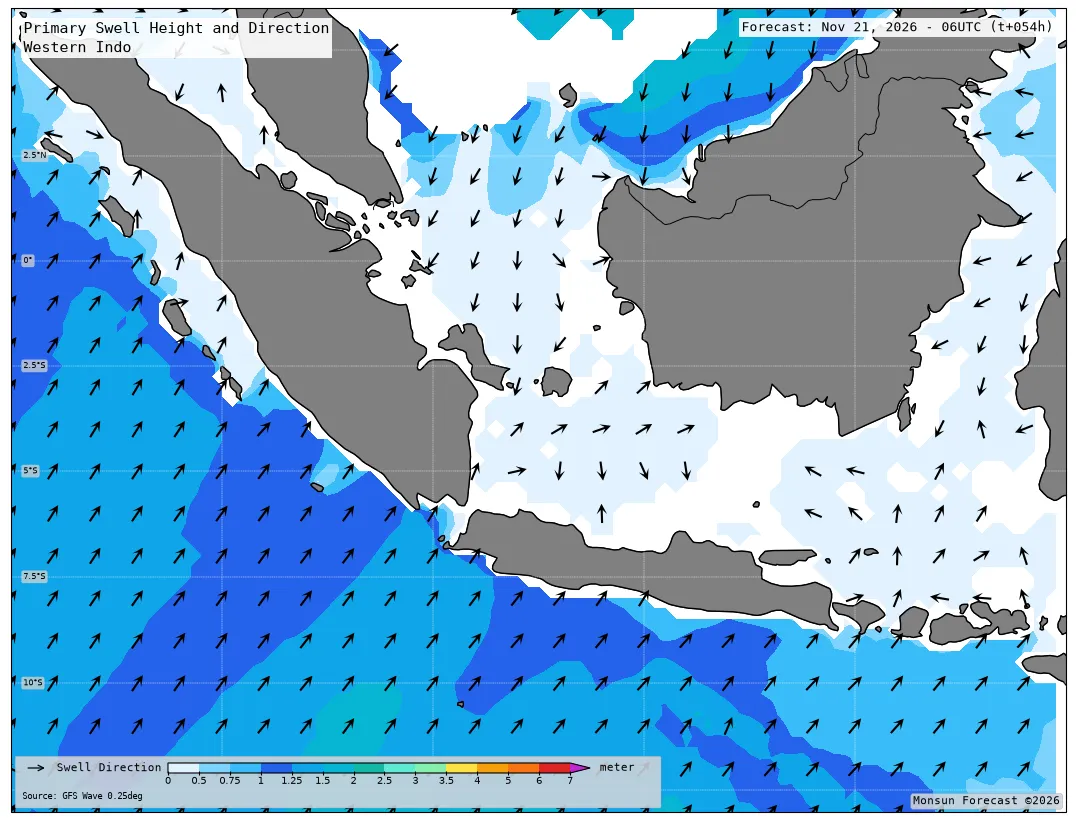 Primary Swell Height and Direction
Western Indo
Forecast: Nov 21, 2026 - 06UTC (t+054h)
2.5°N
0°
2.5°S
5°S
7.5°S
10°S
Swell Direction
0 0.5 0.75 1 1.25 1.5 2 2.5 3 3.5 4 5 6 7
meter
Source: GFS Wave 0.25deg
Monsun Forecast ©2026